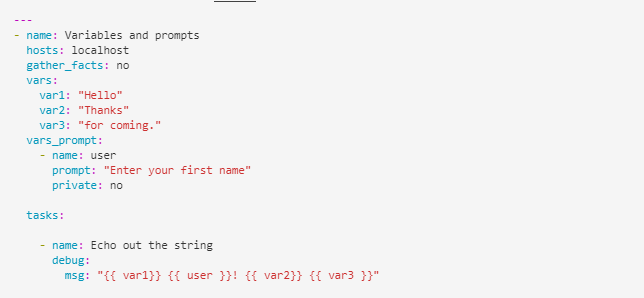 ---
- name: Variables and prompts
  hosts: localhost
  gather_facts: no
  vars:
    var1: "Hello"
    var2: "Thanks"
    var3: "for coming."
  vars_prompt:
    - name: user
      prompt: "Enter your first name"
      private: no
  tasks:
    - name: Echo out the string
      debug:
        msg: "{{ var1}} {{ user }}! {{ var2}} {{ var3 }}"